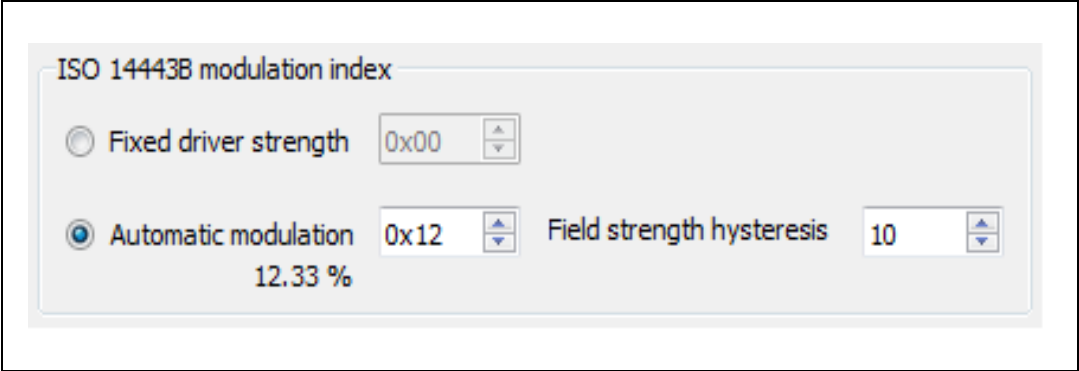 ISO 14443B modulation index
Fixed driver strength 0x00
Automatic modulation 0x12 Field strength hysteresis 10
12.33 %